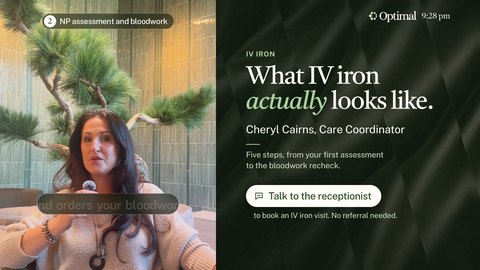 2 NP assessment and bloodwork
nd orders your bloodwor
Optimal 9:28 pm
IV IRON
What IV iron
actually looks like.
Cheryl Cairns, Care Coordinator
Five steps, from your first assessment
to the bloodwork recheck.
Talk to the receptionist
to book an IV iron visit. No referral needed.